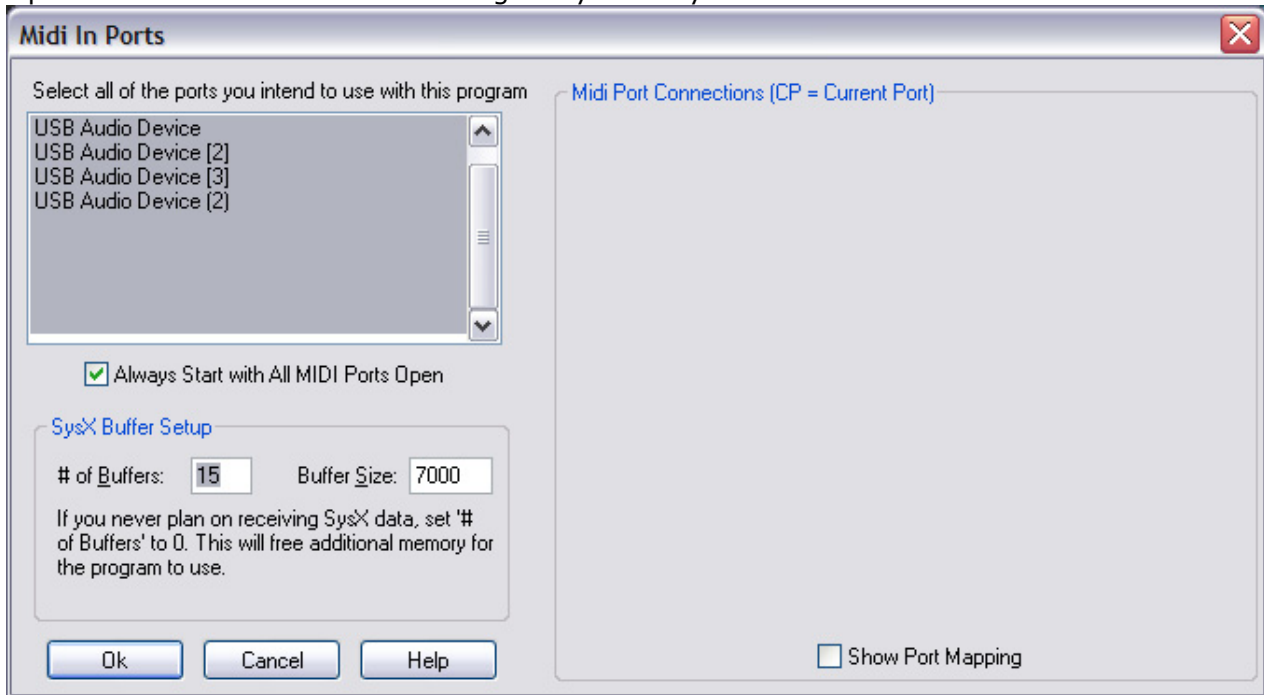 Midi In Ports
Select all of the ports you intend to use with this program
USB Audio Device
USB Audio Device [2]
USB Audio Device [3]
USB Audio Device (2)
Always Start with All MIDI Ports Open
SysX Buffer Setup
# of Buffers: 15 Buffer Size: 7000
If you never plan on receiving SysX data, set '#
of Buffers' to 0. This will free additional memory for
the program to use.
Ok Cancel Help
Midi Port Connections (CP = Current Port)
Show Port Mapping